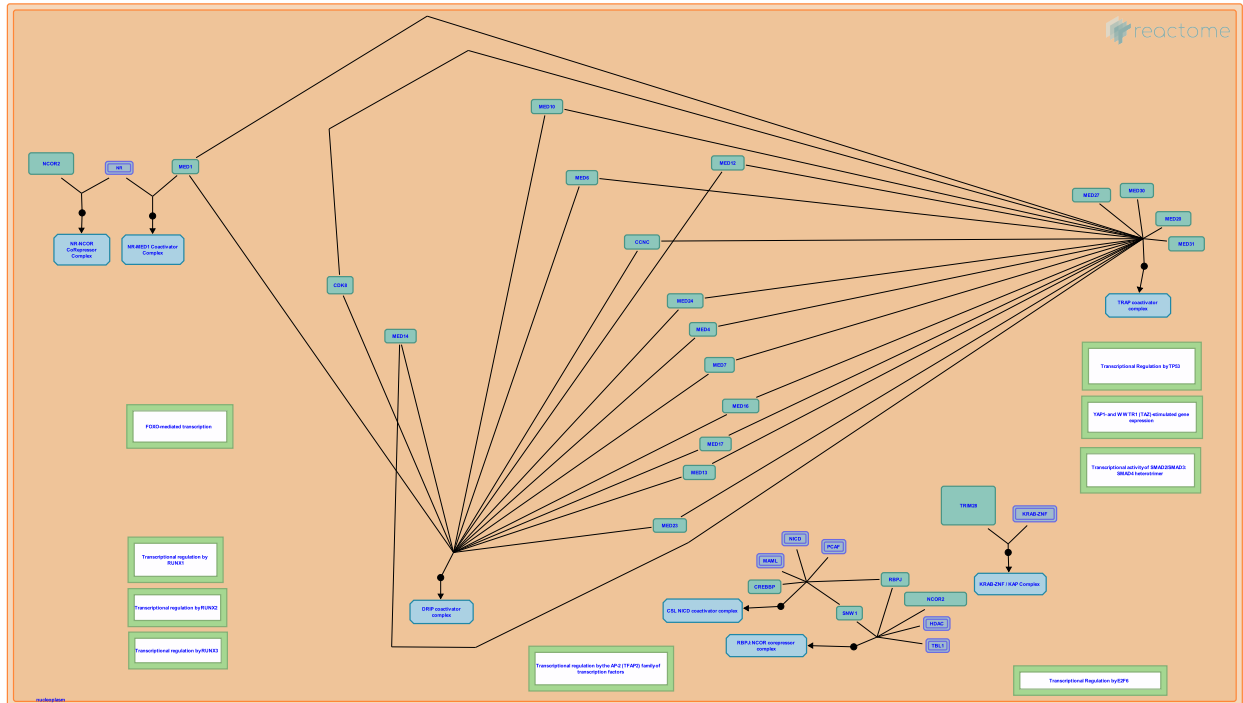 reactome
MED10
NCOR2
NR
MED1
MED12
MED6
MED27
MED30
MED20
MED31
CCNC
NR-NCOR
CoRepressor
Complex
NR-MED1 Coactivator
Complex
CDK8
MED24
TRAP coactivator
complex
MED14
MED4
MED7
Transcriptional Regulation by TP53
MED16
YAP1- and WWTR1 (TAZ)-stimulated gene
expression
FOXO-mediated transcription
MED17
MED13
Transcriptional activity of SMAD2/SMAD3:
SMAD4 heterotrimer
TRIM28
KRAB-ZNF
MED23
NICD
PCAF
MAML
CREBBP
RBPJ
KRAB-ZNF / KAP Complex
Transcriptional regulation by
RUNX1
Transcriptional regulation by RUNX2
DRIP coactivator
complex
CSL NICD coactivator complex
SNW1
NCOR2
HDAC
RBPJ:NCOR corepressor
complex
TBL1
Transcriptional regulation by RUNX3
Transcriptional regulation by the AP-2 (TFAP2) family of
transcription factors
Transcriptional Regulation by E2F6
nucleoplasm